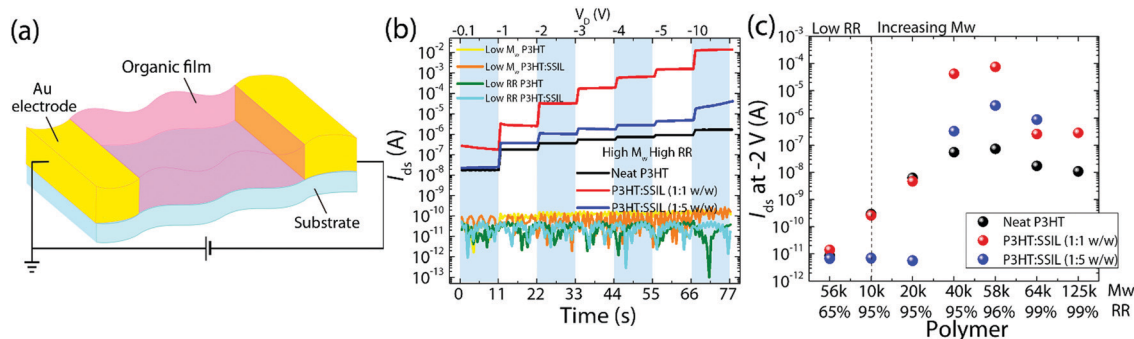 (a)
Organic film
Au
electrode
Substrate
(b)
V_D (V)
-0.1 -1 -2 -3 -4 -5 -10
I_ds (A)
10^-2
10^-3
10^-4
10^-5
10^-6
10^-7
10^-8
10^-9
10^-10
10^-11
10^-12
10^-13
Low M_w P3HT
Low M_w P3HT:SSIL
Low RR P3HT
Low RR P3HT:SSIL
High M_w High RR
Neat P3HT
P3HT:SSIL (1:1 w/w)
P3HT:SSIL (1:5 w/w)
0 11 22 33 44 55 66 77
Time (s)
(c)
Low RR Increasing Mw
I_ds at -2 V (A)
10^-3
10^-4
10^-5
10^-6
10^-7
10^-8
10^-9
10^-10
10^-11
10^-12
Neat P3HT
P3HT:SSIL (1:1 w/w)
P3HT:SSIL (1:5 w/w)
56k 10k 20k 40k 58k 64k 125k Mw
65% 95% 95% 95% 96% 99% 99% RR
Polymer